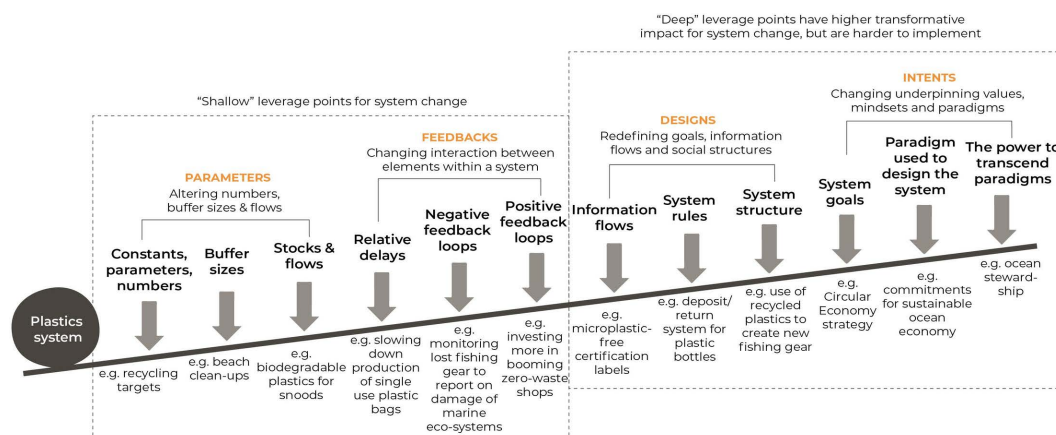 “Deep” leverage points have higher transformative
impact for system change, but are harder to implement
“Shallow” leverage points for system change
INTENTS
Changing underpinning values,
mindsets and paradigms
DESIGNS
Redefining goals, information
flows and social structures
FEEDBACKS
Changing interaction between
elements within a system
PARAMETERS
Altering numbers,
buffer sizes & flows
Constants,
parameters,
numbers
Buffer
sizes
Stocks &
flows
Relative
delays
Negative
feedback
loops
Positive
feedback
loops
Information
flows
System
rules
System
structure
System
goals
Paradigm
used to
design the
system
The power to
transcend
paradigms
Plastics
system
e.g. recycling
targets
e.g. beach
clean-ups
e.g.
biodegradable
plastics for
snoods
e.g. slowing
down
production
of single
use plastic
bags
e.g.
monitoring
lost fishing
gear to
report on
damage of
marine
eco-systems
e.g.
investing
more in
booming
zero-waste
shops
e.g.
microplastic-
free
certification
labels
e.g. deposit/
return
system for
plastic
bottles
e.g. use of
recycled
plastics to
create new
fishing gear
e.g.
Circular
Economy
strategy
e.g.
commitments
for sustainable
ocean
economy
e.g. ocean
steward-
ship